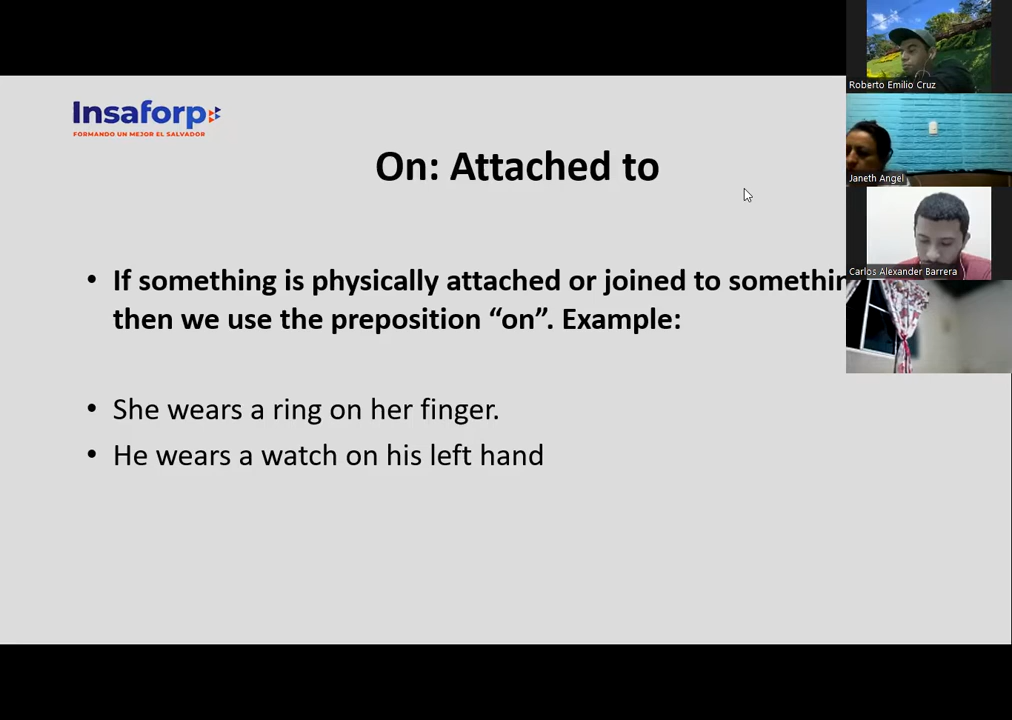 Insaforp
FORMANDO UN MEJOR EL SALVADOR
On: Attached to
• If something is physically attached or joined to somethin
then we use the preposition “on”. Example:
• She wears a ring on her finger.
• He wears a watch on his left hand
Roberto Emilio Cruz
Janeth Angel
Carlos Alexander Barrera